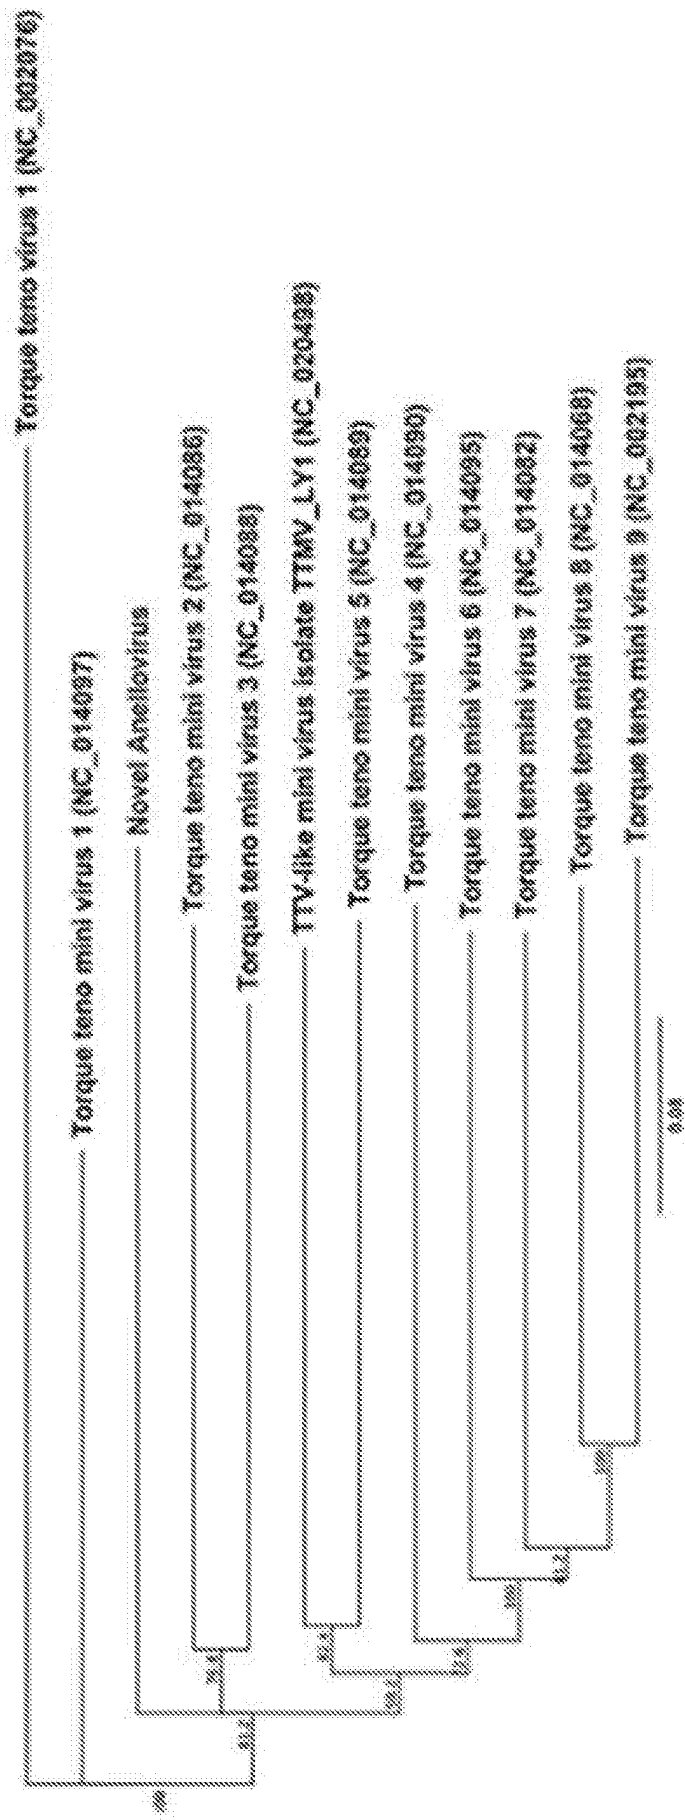 Torque teno virus 1 (NC_002076)
Torque teno mini virus 1 (NC_014097)
Novel Anellovirus
Torque teno mini virus 2 (NC_014086)
Torque teno mini virus 3 (NC_014088)
TTV-like mini virus isolate TTMV_LY1 (NC_020498)
Torque teno mini virus 5 (NC_014089)
Torque teno mini virus 4 (NC_014090)
Torque teno mini virus 6 (NC_014095)
Torque teno mini virus 7 (NC_014082)
Torque teno mini virus 8 (NC_014068)
Torque teno mini virus 9 (NC_002195)
100
100